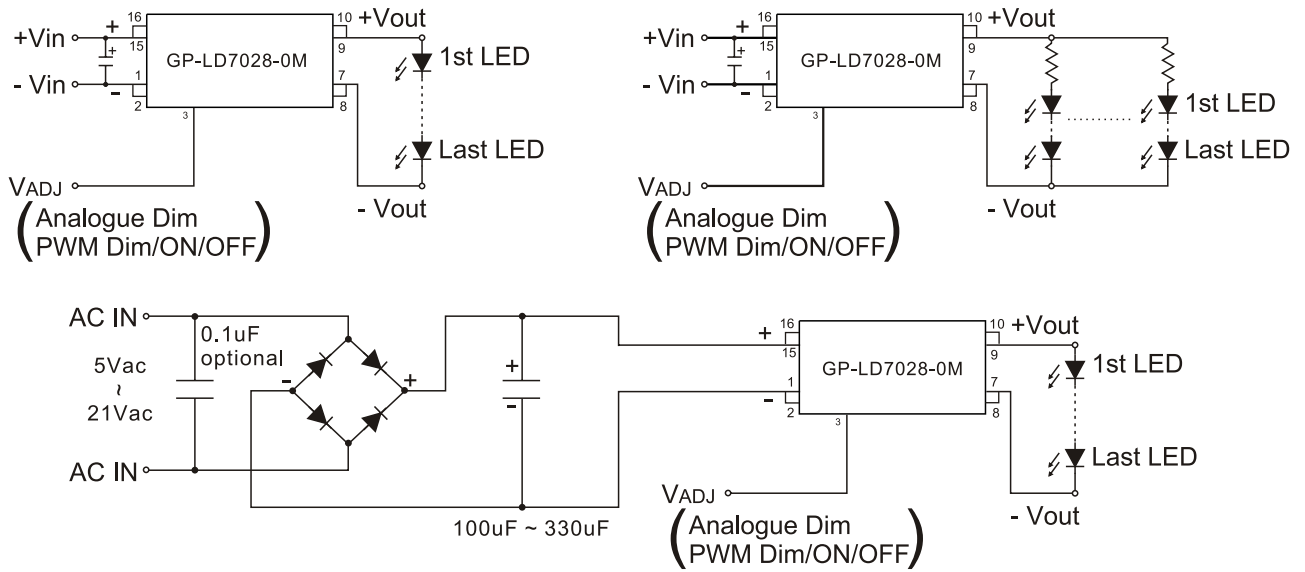 +Vin
- Vin
+
+
-
16
15
1
2
3
GP-LD7028-0M
10
9
7
8
+Vout
1st LED
Last LED
- Vout
VADJ
(Analogue Dim
PWM Dim/ON/OFF)
+Vin
- Vin
+
+
-
16
15
1
2
3
GP-LD7028-0M
10
9
7
8
+Vout
1st LED
Last LED
- Vout
VADJ
(Analogue Dim
PWM Dim/ON/OFF)
AC IN
5Vac
~
21Vac
AC IN
0.1uF
optional
-
+
+
-
100uF ~ 330uF
+
-
16
15
1
2
3
GP-LD7028-0M
10
9
7
8
+Vout
1st LED
Last LED
- Vout
VADJ
(Analogue Dim
PWM Dim/ON/OFF)